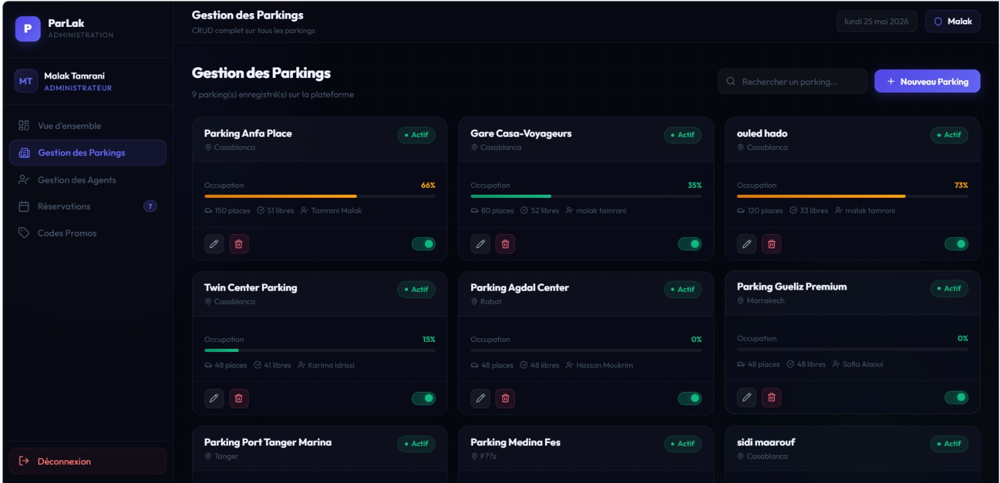 P
ParLak
ADMINISTRATION
MT
Malak Tamrani
ADMINISTRATEUR
Vue d'ensemble
Gestion des Parkings
Gestion des Agents
Réservations 7
Codes Promos
Déconnexion
Gestion des Parkings
CRUD complet sur tous les parkings
lundi 25 mai 2026
Malak
Gestion des Parkings
9 parking(s) enregistré(s) sur la plateforme
Rechercher un parking...
+ Nouveau Parking
Parking Anfa Place
Actif
Casablanca
Occupation 66%
150 places 51 libres Tamrani Malak
Gare Casa-Voyageurs
Actif
Casablanca
Occupation 35%
80 places 52 libres malak tamrani
ouled hado
Actif
Casablanca
Occupation 73%
120 places 33 libres malak tamrani
Twin Center Parking
Actif
Casablanca
Occupation 15%
48 places 41 libres Karima Idrissi
Parking Agdal Center
Actif
Rabat
Occupation 0%
48 places 48 libres Hassan Moukrim
Parking Gueliz Premium
Actif
Marrakech
Occupation 0%
48 places 48 libres Sofia Alaoui
Parking Port Tanger Marina
Actif
Tanger
Parking Medina Fes
Actif
F??s
sidi maarouf
Actif
Casablanca